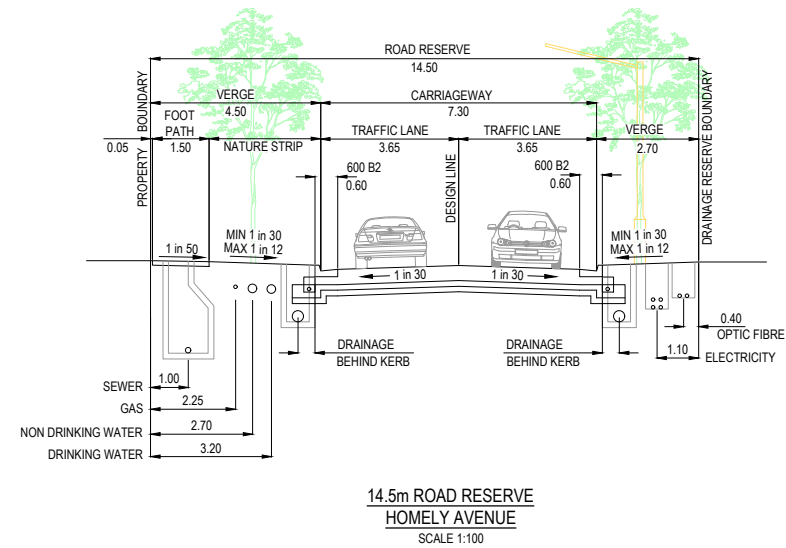 ROAD RESERVE
14.50
VERGE
4.50
CARRIAGEWAY
7.30
FOOT
PATH
0.05
1.50
NATURE STRIP
TRAFFIC LANE
3.65
TRAFFIC LANE
3.65
VERGE
2.70
PROPERTY BOUNDARY
600 B2
0.60
DESIGN LINE
600 B2
0.60
DRAINAGE RESERVE BOUNDARY
1 in 50
MIN 1 in 30
MAX 1 in 12
MIN 1 in 30
MAX 1 in 12
1 in 30
1 in 30
DRAINAGE
BEHIND KERB
DRAINAGE
BEHIND KERB
0.40
OPTIC FIBRE
1.10
ELECTRICITY
1.00
SEWER
2.25
GAS
2.70
NON DRINKING WATER
3.20
DRINKING WATER
14.5m ROAD RESERVE
HOMELY AVENUE
SCALE 1:100